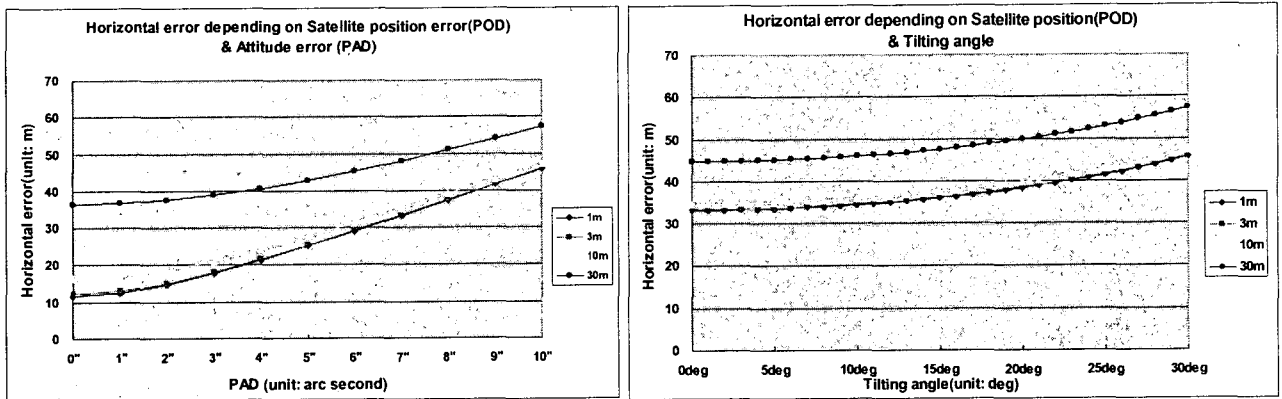 Horizontal error depending on Satellite position error(POD)
& Attitude error (PAD)
Horizontal error(unit: m)
70
60
50
40
30
20
10
0
0" 1" 2" 3" 4" 5" 6" 7" 8" 9" 10"
PAD (unit: arc second)
1m
3m
10m
30m
Horizontal error depending on Satellite position(POD)
& Tilting angle
Horizontal error(unit: m)
70
60
50
40
30
20
10
0
0deg 5deg 10deg 15deg 20deg 25deg 30deg
Tilting angle(unit: deg)
1m
3m
10m
30m